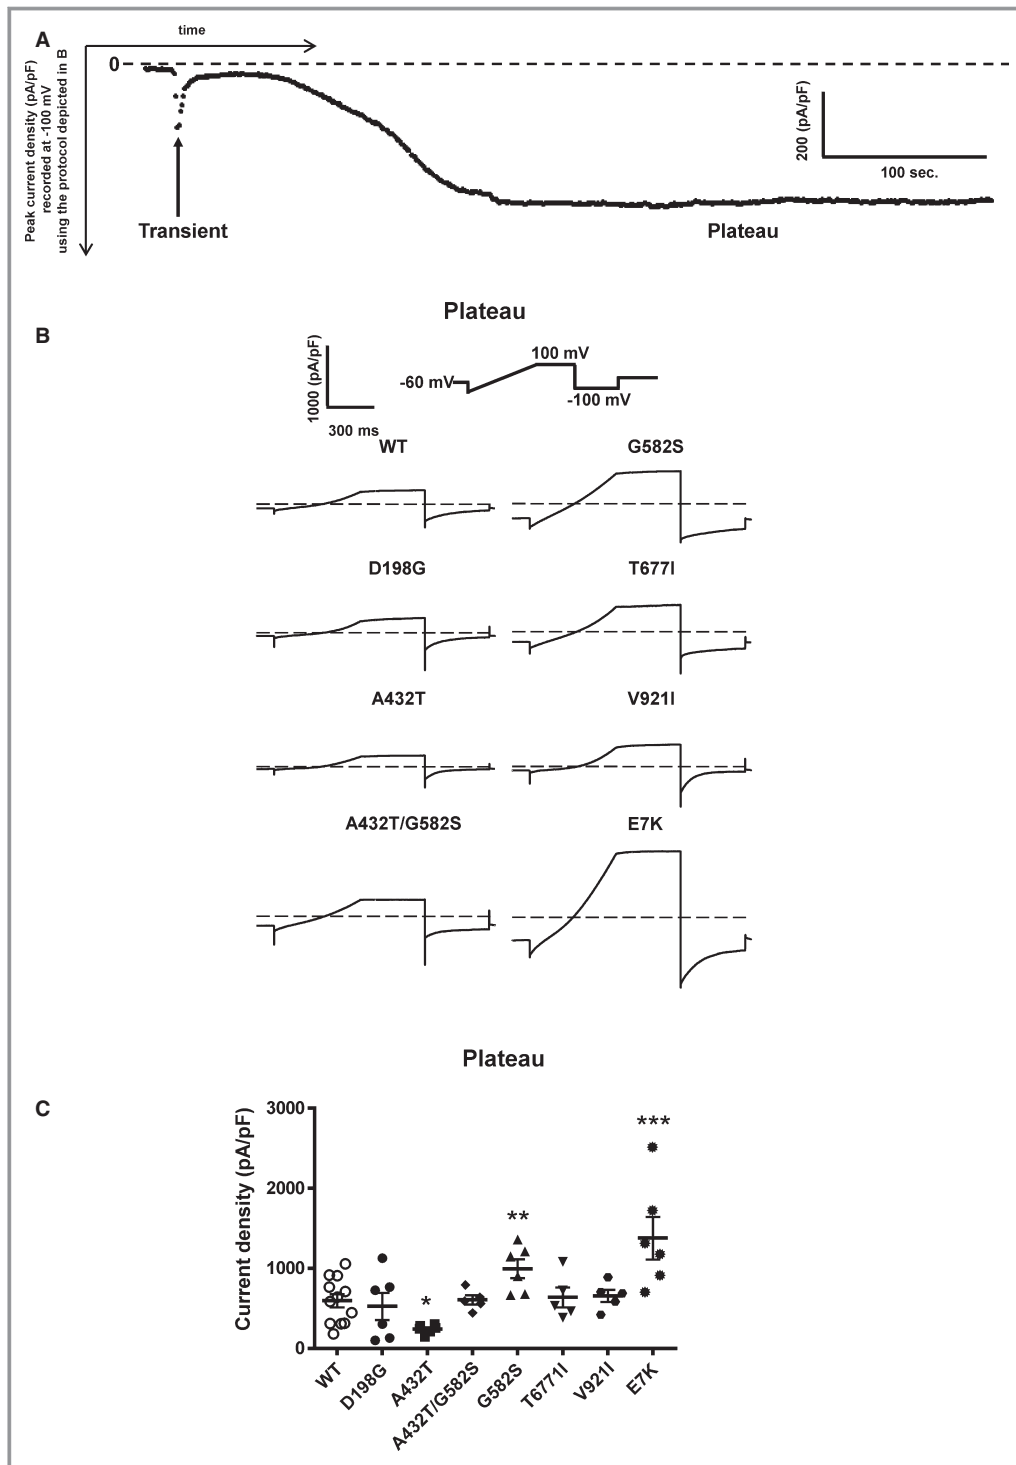 A
time
0
Peak current density (pA/pF)
recorded at -100 mV
using the protocol depicted in B
200 (pA/pF)
100 sec.
Transient
Plateau
Plateau
B
1000 (pA/pF)
300 ms
-60 mV
100 mV
-100 mV
WT
G582S
D198G
T677I
A432T
V921I
A432T/G582S
E7K
Plateau
C
Current density (pA/pF)
3000
2000
1000
0
*
**
***
WT
D198G
A432T
A432T/G582S
G582S
T6771I
V921I
E7K